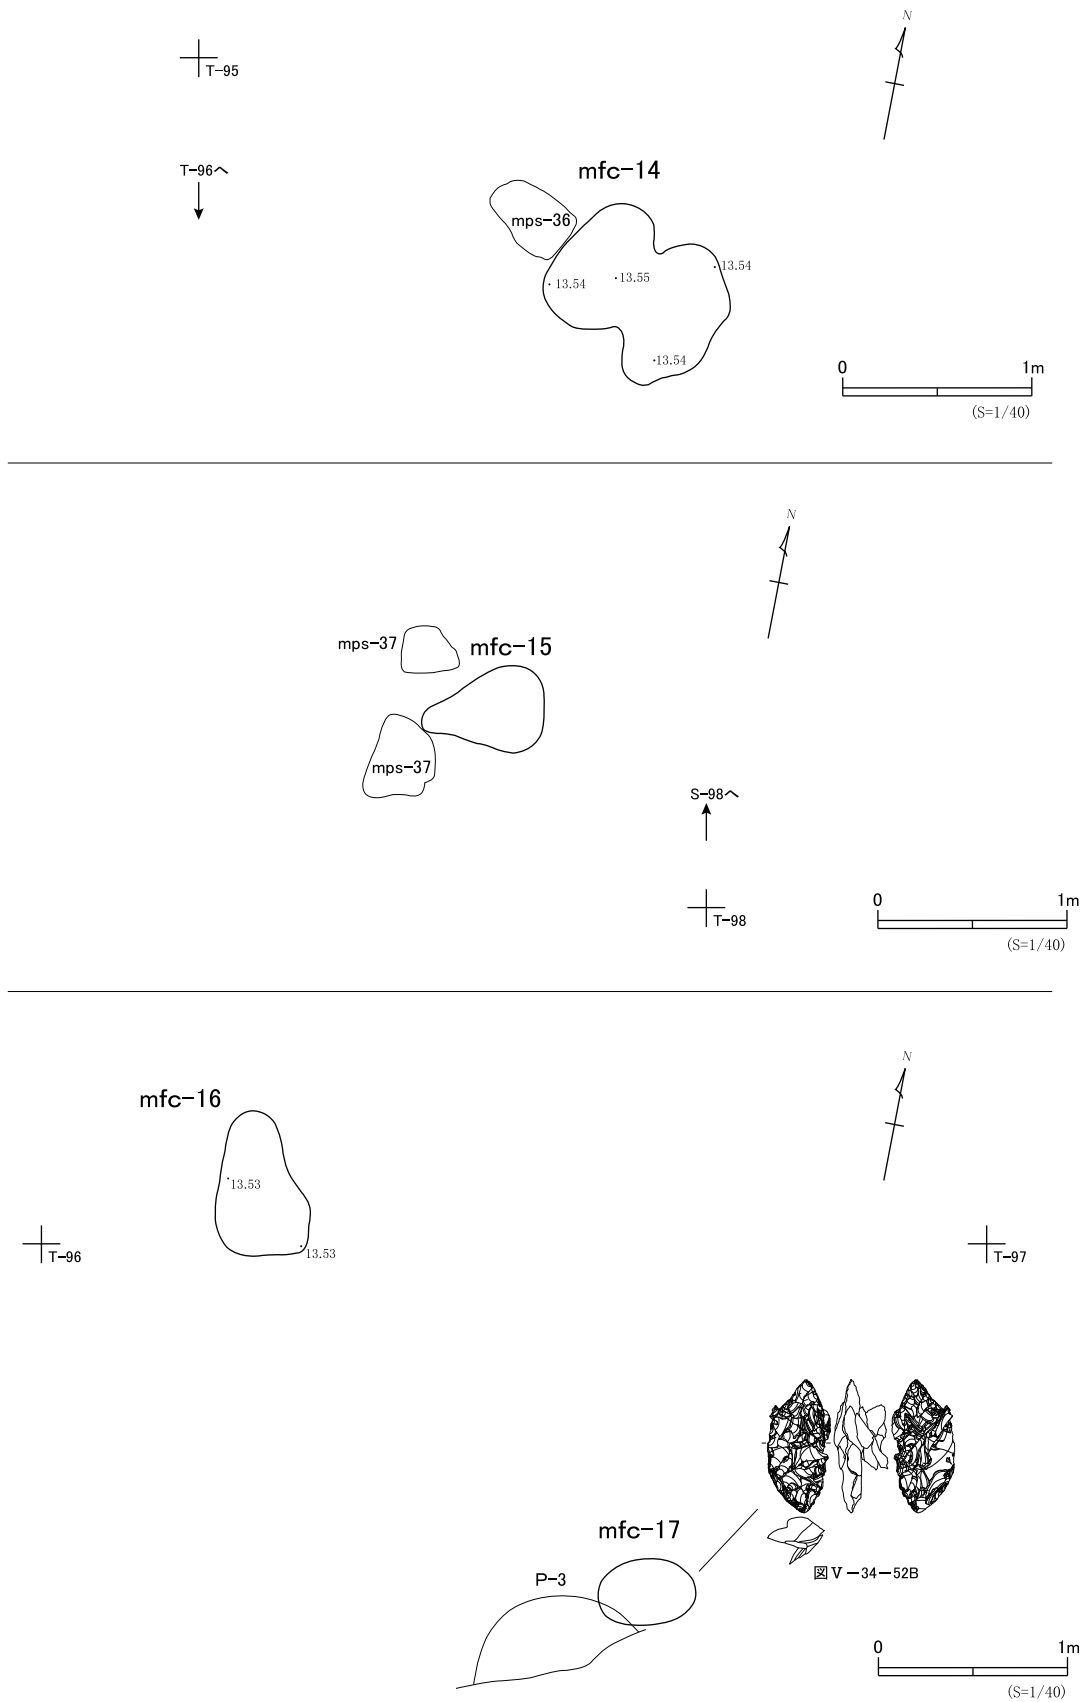 N
T-95
T-96へ
mfc-14
mps-36
13.54
13.55
13.54
13.54
0 1m
(S=1/40)
N
mps-37
mfc-15
mps-37
S-98へ
T-98
0 1m
(S=1/40)
N
mfc-16
13.53
13.53
T-96
T-97
mfc-17
P-3
図Ⅴ-34-52B
0 1m
(S=1/40)